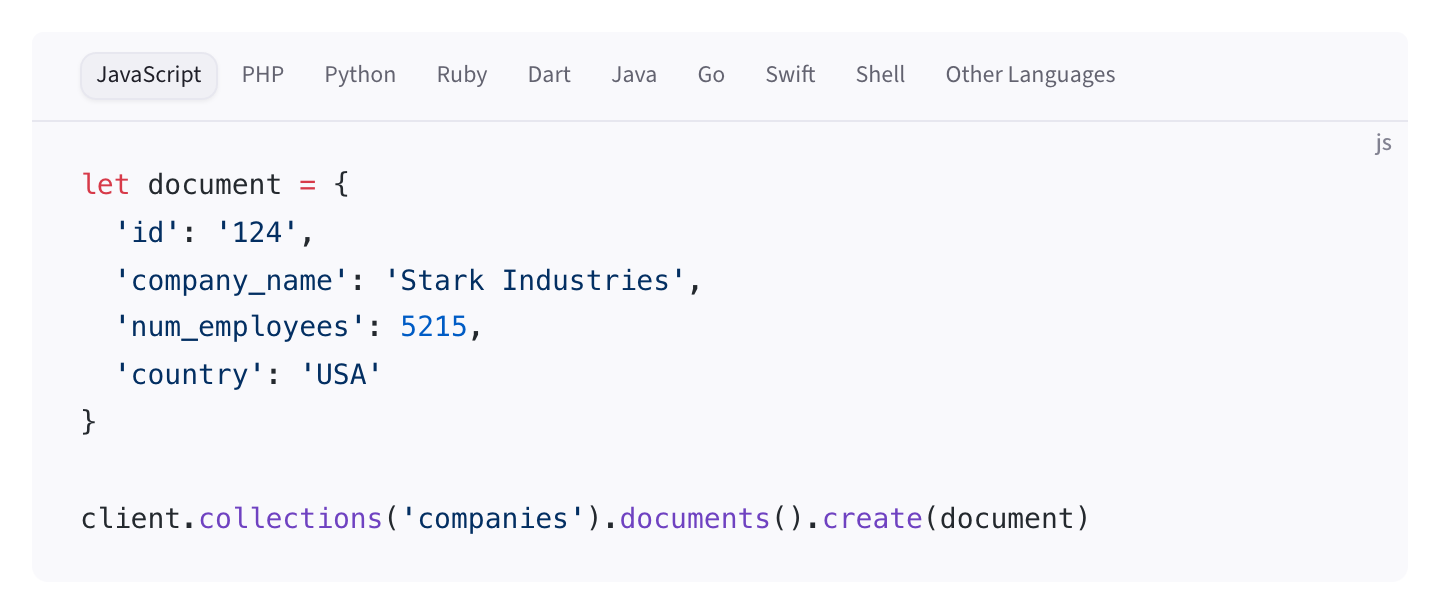 JavaScript PHP Python Ruby Dart Java Go Swift Shell Other Languages
js
let document = {
  'id': '124',
  'company_name': 'Stark Industries',
  'num_employees': 5215,
  'country': 'USA'
}
client.collections('companies').documents().create(document)